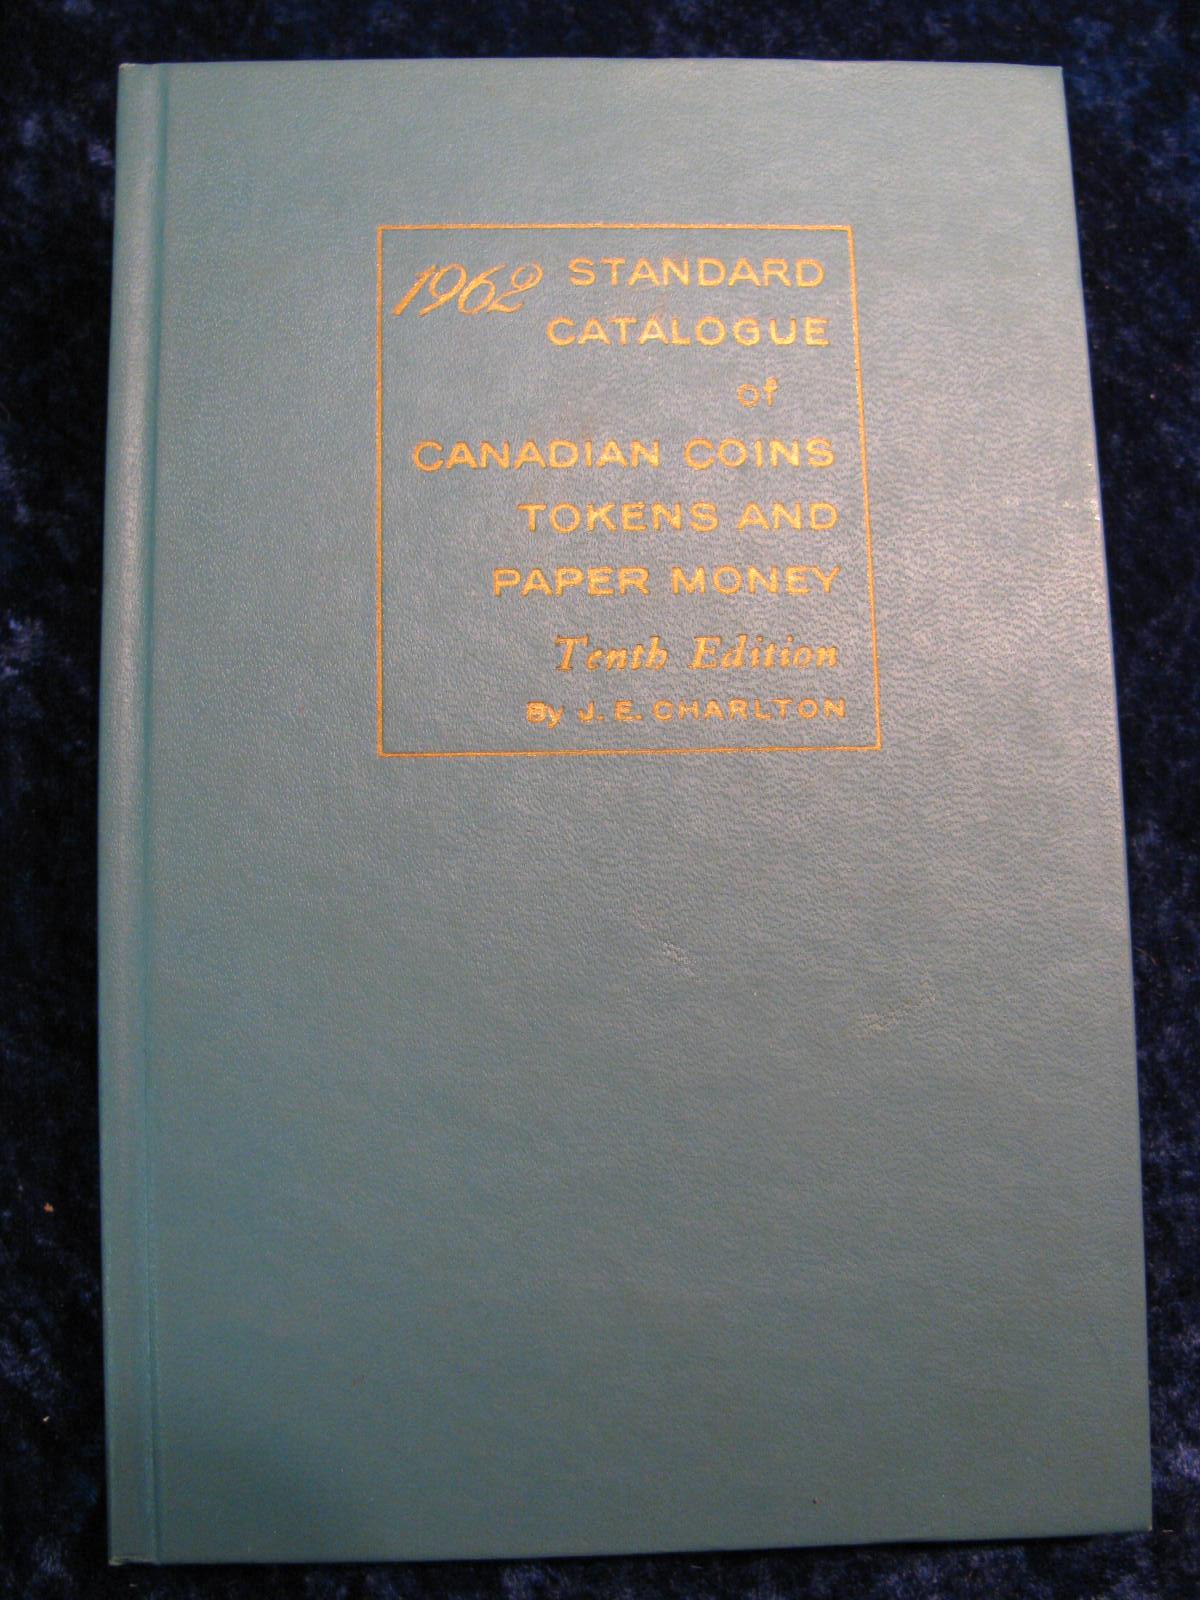 1962 STANDARD
CATALOGUE
of
CANADIAN COINS
TOKENS AND
PAPER MONEY
Tenth Edition
By J. E. CHARLTON